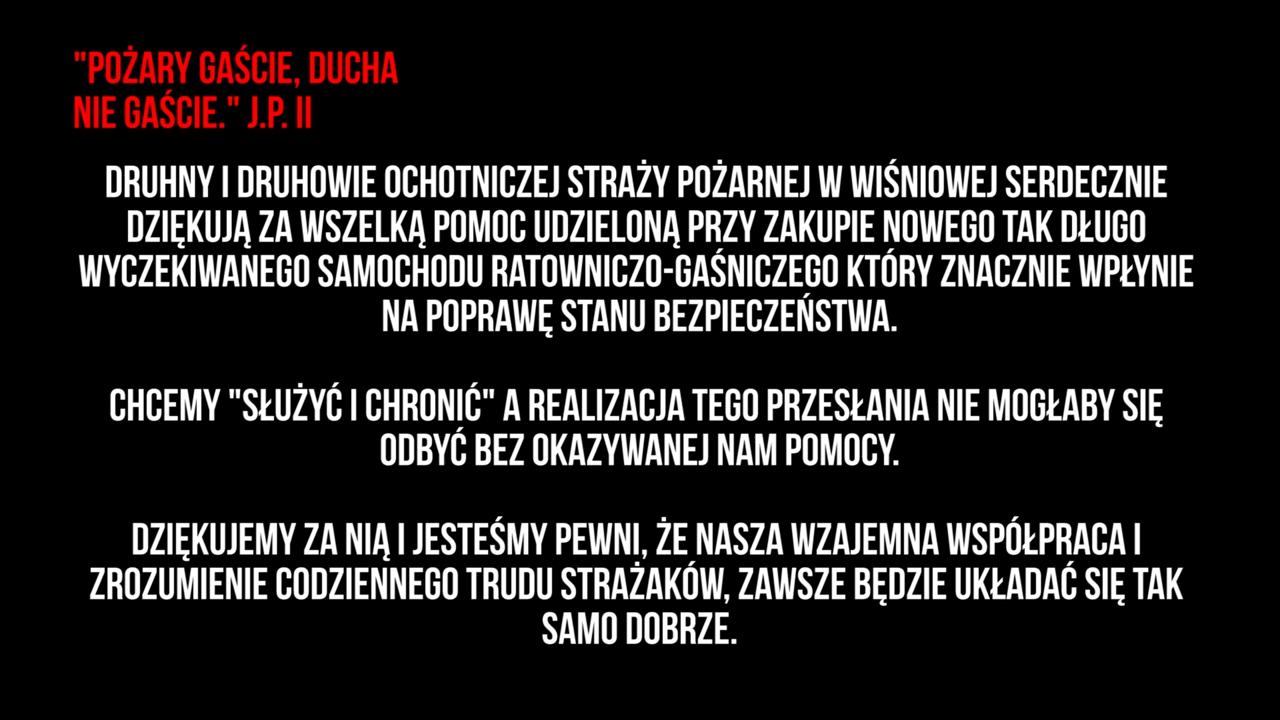 "POŻARY GAŚCIE, DUCHA
NIE GAŚCIE." J.P. II
DRUHNY I DRUHOWIE OCHOTNICZEJ STRAŻY POŻARNEJ W WIŚNIOWEJ SERDECZNIE
DZIĘKUJĄ ZA WSZELKĄ POMOC UDZIELONĄ PRZY ZAKUPIE NOWEGO TAK DŁUGO
WYCZEKIWANEGO SAMOCHODU RATOWNICZO-GAŚNICZEGO KTÓRY ZNACZNIE WPŁYNIE
NA POPRAWĘ STANU BEZPIECZEŃSTWA.
CHCEMY "SŁUŻYĆ I CHRONIĆ" A REALIZACJA TEGO PRZESŁANIA NIE MOGŁABY SIĘ
ODBYĆ BEZ OKAZYWANEJ NAM POMOCY.
DZIĘKUJEMY ZA NIĄ I JESTEŚMY PEWNI, ŻE NASZA WZAJEMNA WSPÓŁPRACA I
ZROZUMIENIE CODZIENNEGO TRUDU STRAŻAKÓW, ZAWSZE BĘDZIE UKŁADAĆ SIĘ TAK
SAMO DOBRZE.